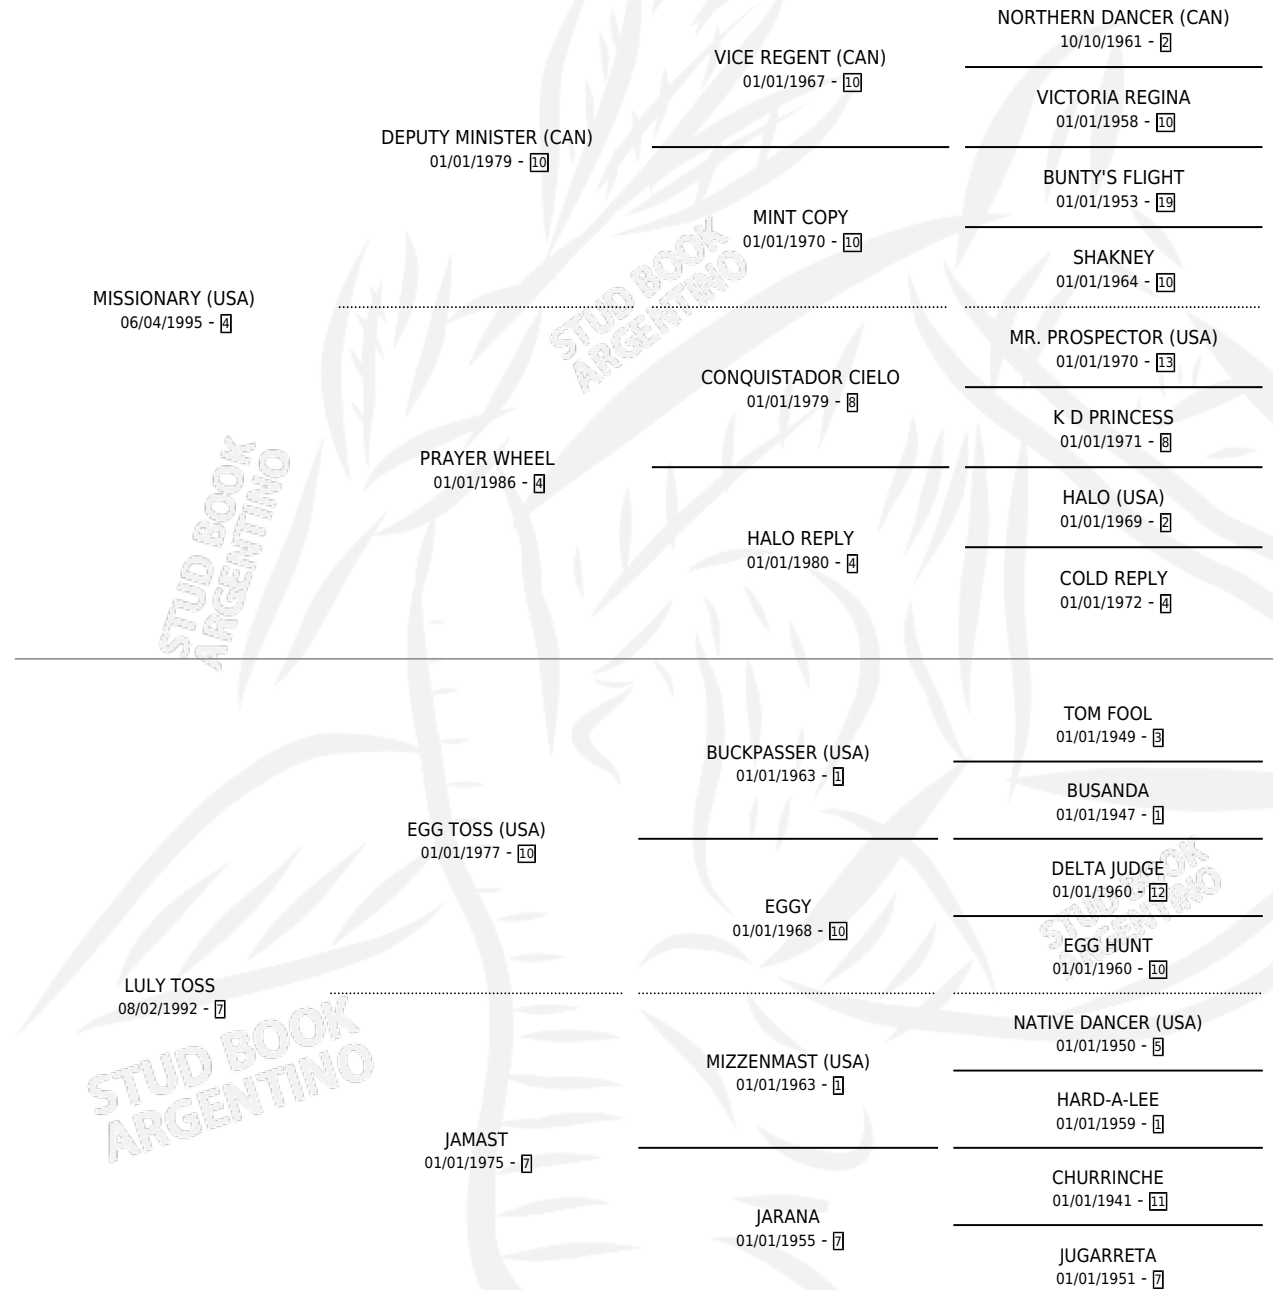 NORTHERN DANCER (CAN)
10/10/1961 - 2
VICE REGENT (CAN)
01/01/1967 - 10
VICTORIA REGINA
01/01/1958 - 10
DEPUTY MINISTER (CAN)
01/01/1979 - 10
BUNTY'S FLIGHT
01/01/1953 - 19
MINT COPY
01/01/1970 - 10
SHAKNEY
01/01/1964 - 10
MISSIONARY (USA)
06/04/1995 - 4
MR. PROSPECTOR (USA)
01/01/1970 - 13
CONQUISTADOR CIELO
01/01/1979 - 8
K D PRINCESS
01/01/1971 - 8
PRAYER WHEEL
01/01/1986 - 4
HALO (USA)
01/01/1969 - 2
HALO REPLY
01/01/1980 - 4
COLD REPLY
01/01/1972 - 4
TOM FOOL
01/01/1949 - 3
BUCKPASSER (USA)
01/01/1963 - 1
BUSANDA
01/01/1947 - 1
EGG TOSS (USA)
01/01/1977 - 10
DELTA JUDGE
01/01/1960 - 12
EGGY
01/01/1968 - 10
EGG HUNT
01/01/1960 - 10
LULY TOSS
08/02/1992 - 7
NATIVE DANCER (USA)
01/01/1950 - 5
MIZZENMAST (USA)
01/01/1963 - 1
HARD-A-LEE
01/01/1959 - 1
JAMAST
01/01/1975 - 7
CHURRINCHE
01/01/1941 - 11
JARANA
01/01/1955 - 7
JUGARRETA
01/01/1951 - 7
STUD BOOK
ARGENTINO
STUD BOOK
ARGENTINO
STUD BOOK
ARGENTINO
STUD BOOK
ARGENTINO